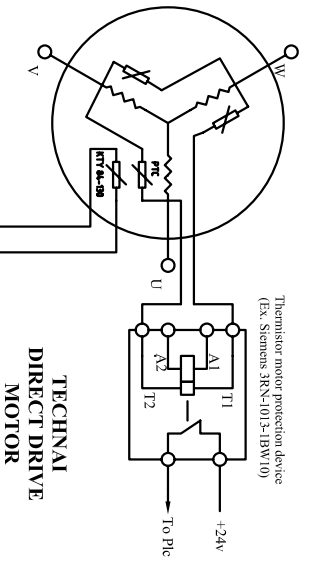 Thermistor motor protection device
(Ex. Siemens 3RN-1013-1BW10)
W
V
U
PTC
KTY 84-130
T1
A1
A2
T2
+24v
To Plc
TECHNAI
DIRECT DRIVE
MOTOR